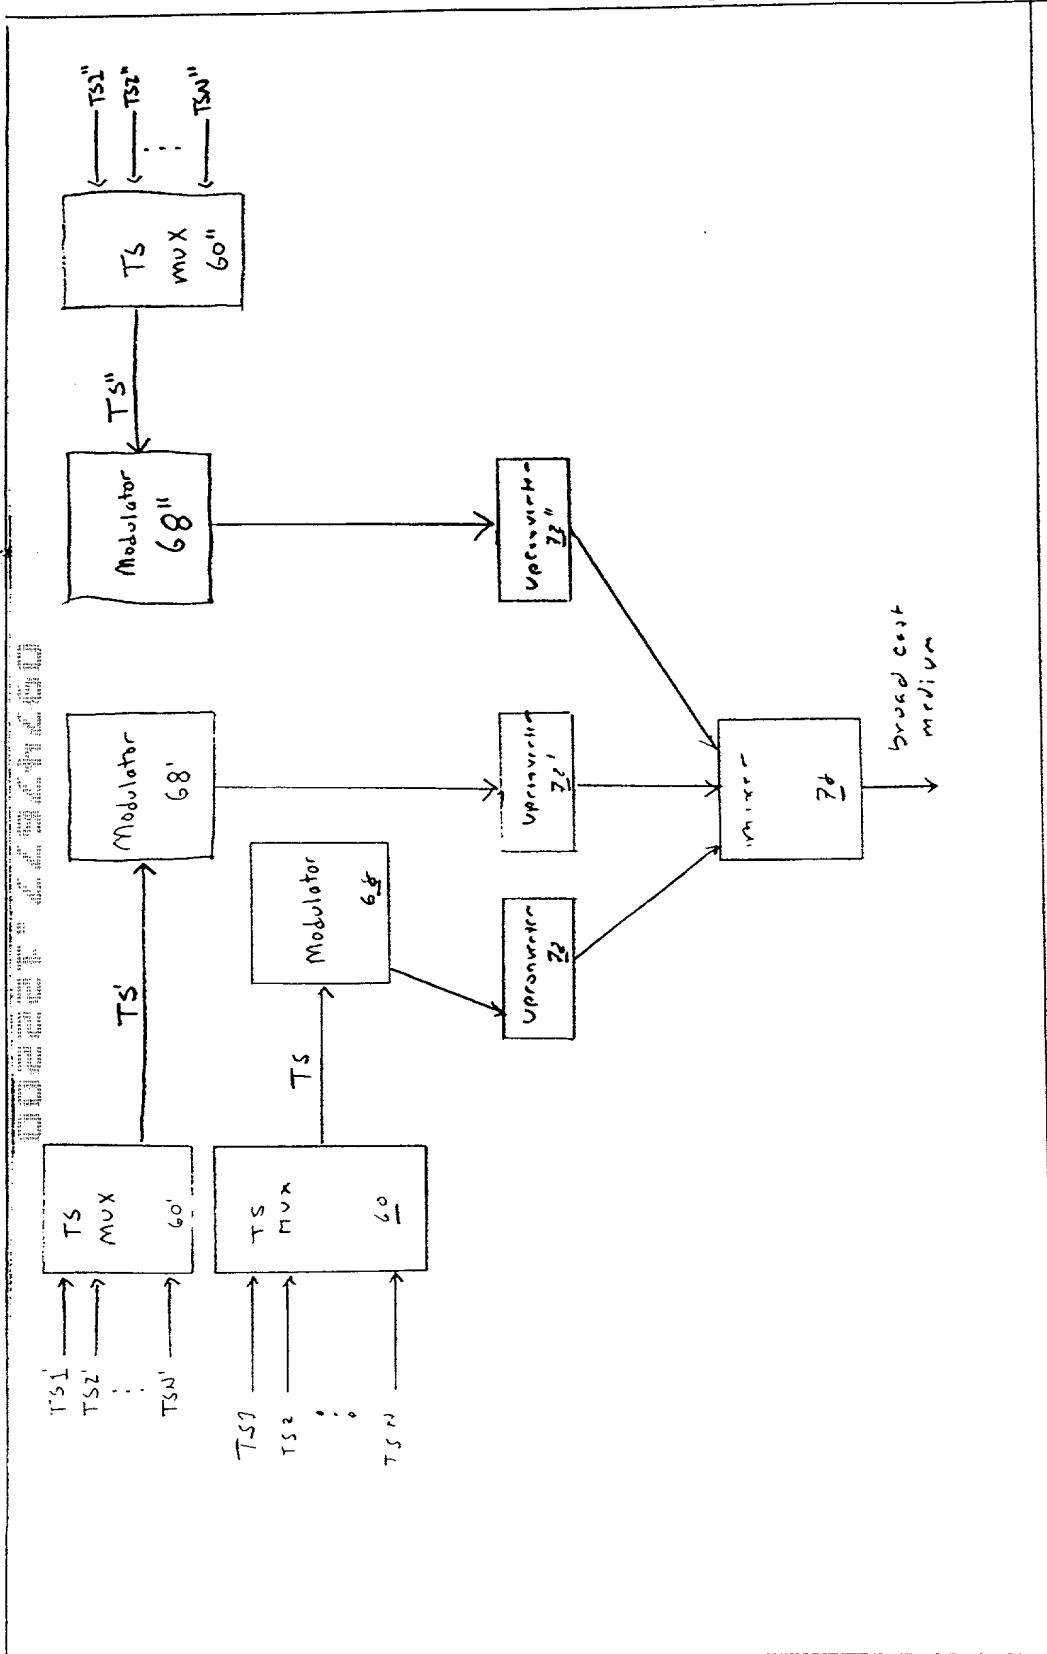 TS1'
TS2'
TSN'
TS
MUX
60'
TS'
Modulator
68'
TS1
TS2
TSN
TS
MUX
60
TS
Modulator
68
TS1"
TS2"
TSN"
TS
MUX
60"
TS"
Modulator
68"
upconverter
72
upconverter
72'
upconverter
72"
mixer
broad cast
medium